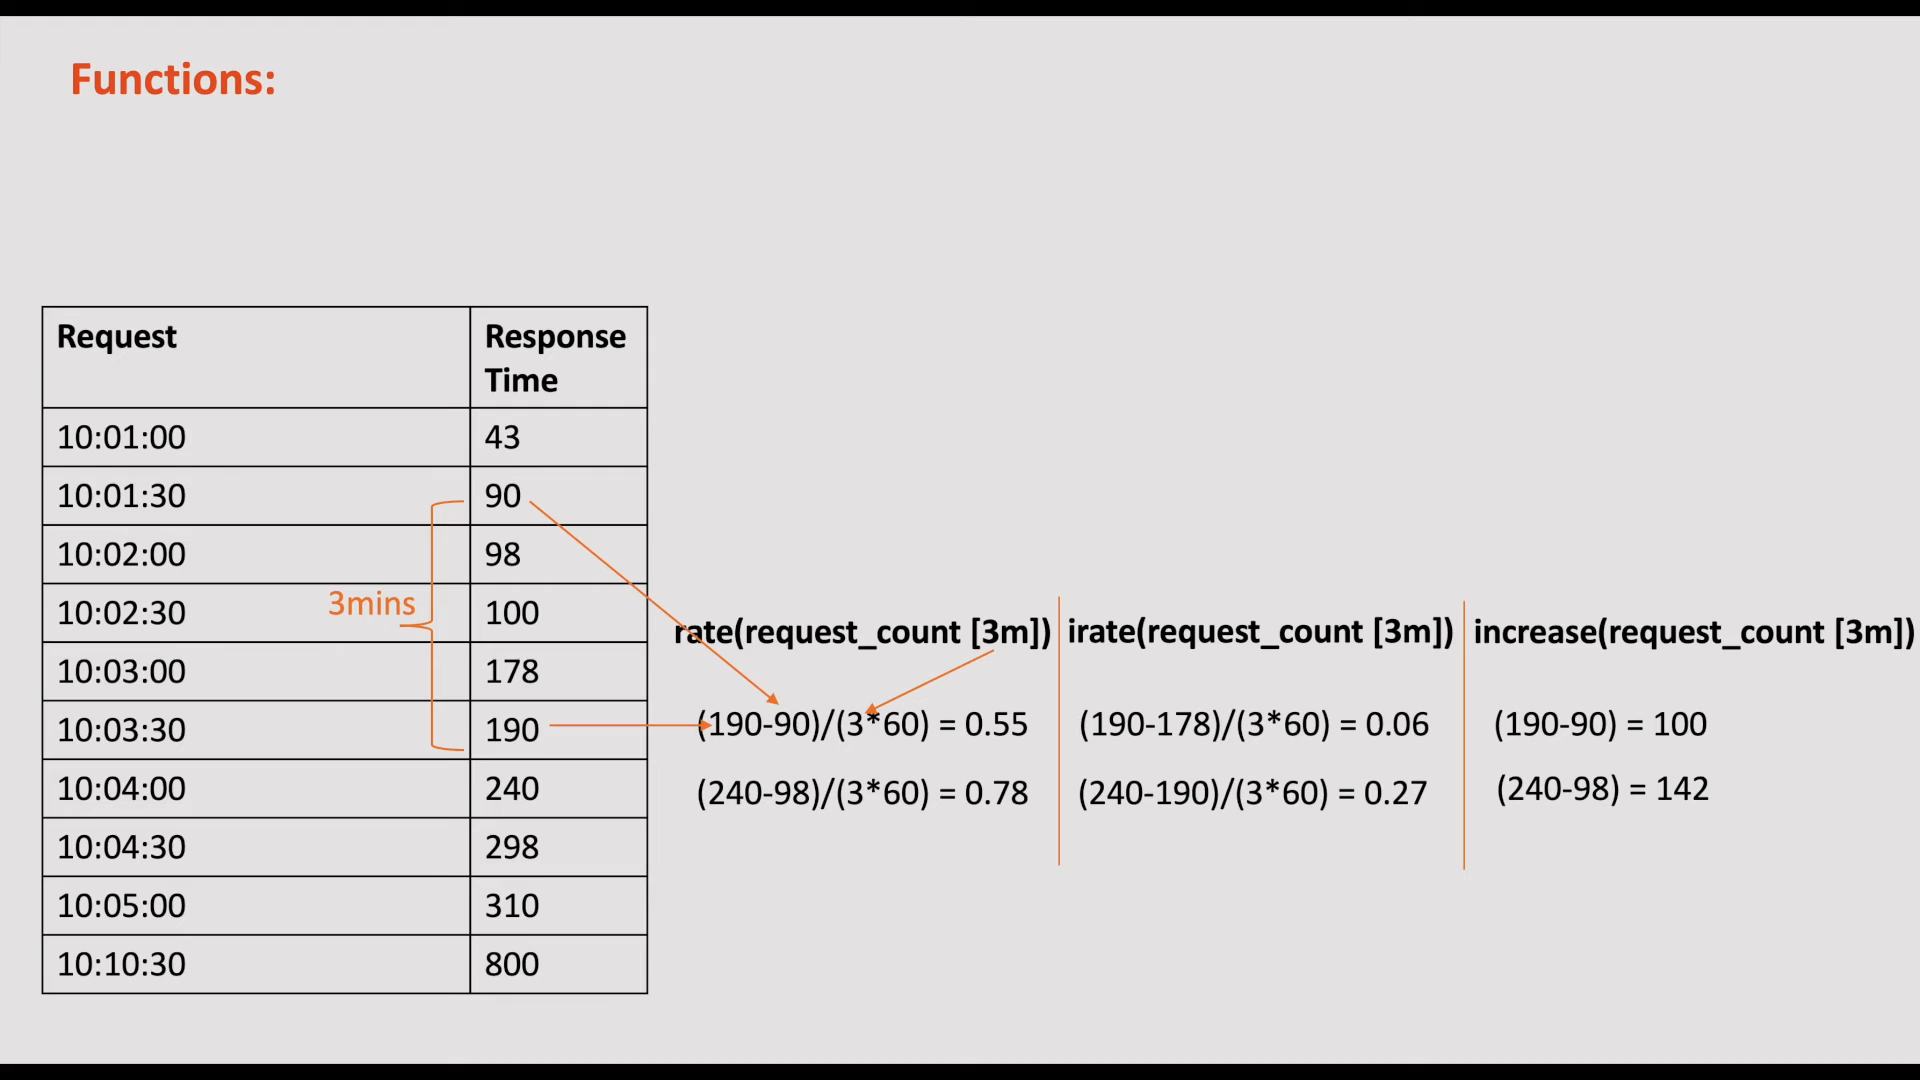 Functions:
Request Response Time
10:01:00 43
10:01:30 90
10:02:00 98
10:02:30 100
3mins
10:03:00 178
10:03:30 190
10:04:00 240
10:04:30 298
10:05:00 310
10:10:30 800
rate(request_count [3m])
(190-90)/(3*60) = 0.55
(240-98)/(3*60) = 0.78
irate(request_count [3m])
(190-178)/(3*60) = 0.06
(240-190)/(3*60) = 0.27
increase(request_count [3m])
(190-90) = 100
(240-98) = 142